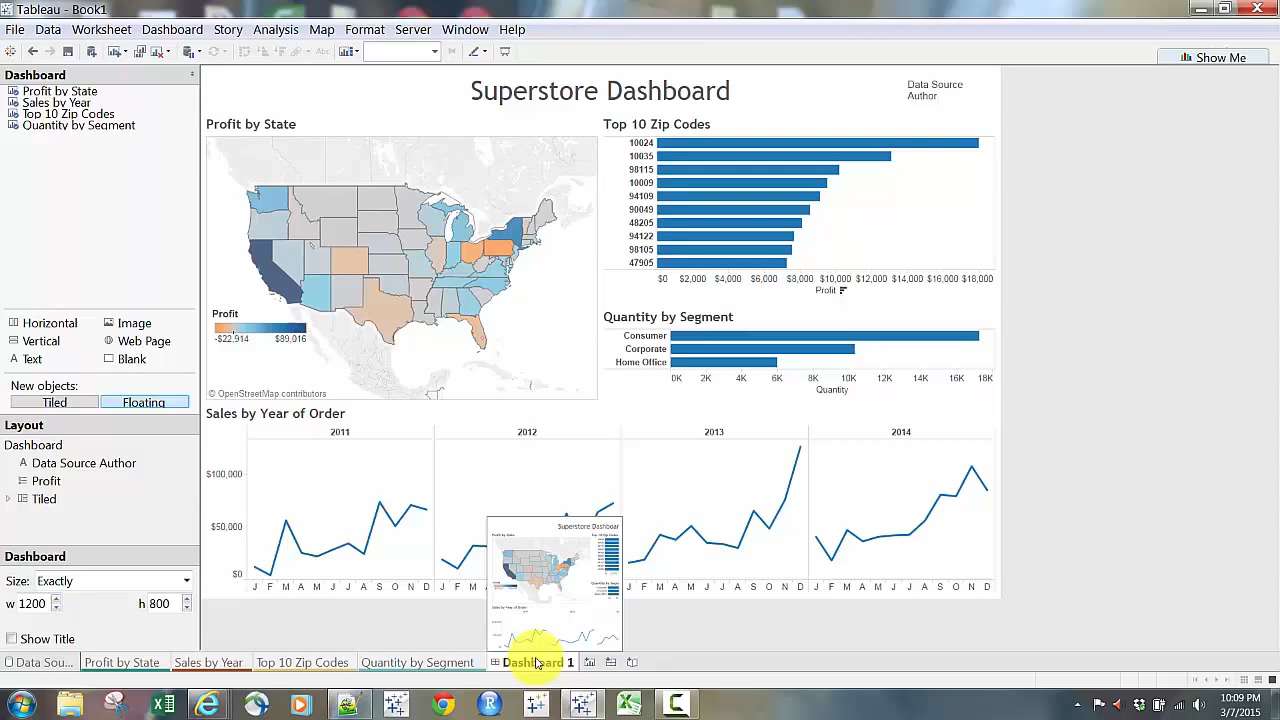 Tableau - Book1
File Data Worksheet Dashboard Story Analysis Map Format Server Window Help
Abc
Show Me
Dashboard
Profit by State
Sales by Year
Top 10 Zip Codes
Quantity by Segment
Horizontal
Image
Vertical
Web Page
A Text
Blank
New objects:
Tiled
Floating
Layout
Dashboard
A Data Source Author
Profit
Tiled
Dashboard
Size: Exactly
w 1200
h 800
Show Title
Superstore Dashboard
Data Source
Author
Profit by State
Profit
-$22,914
$89,016
© OpenStreetMap contributors
Top 10 Zip Codes
10024
10035
98115
10009
94109
90049
48205
94122
98105
47905
$0 $2,000 $4,000 $6,000 $8,000 $10,000 $12,000 $14,000 $16,000 $18,000
Profit
Quantity by Segment
Consumer
Corporate
Home Office
0K 2K 4K 6K 8K 10K 12K 14K 16K 18K
Quantity
Sales by Year of Order
2011 2012 2013 2014
$100,000
$50,000
$0
J F M A M J J A S O N D J F J F M A M J J A S O N D J F M A M J J A S O N D
Superstore Dashboar
Data Sou...
Profit by State
Sales by Year
Top 10 Zip Codes
Quantity by Segment
Dashboard 1
10:09 PM
3/7/2015